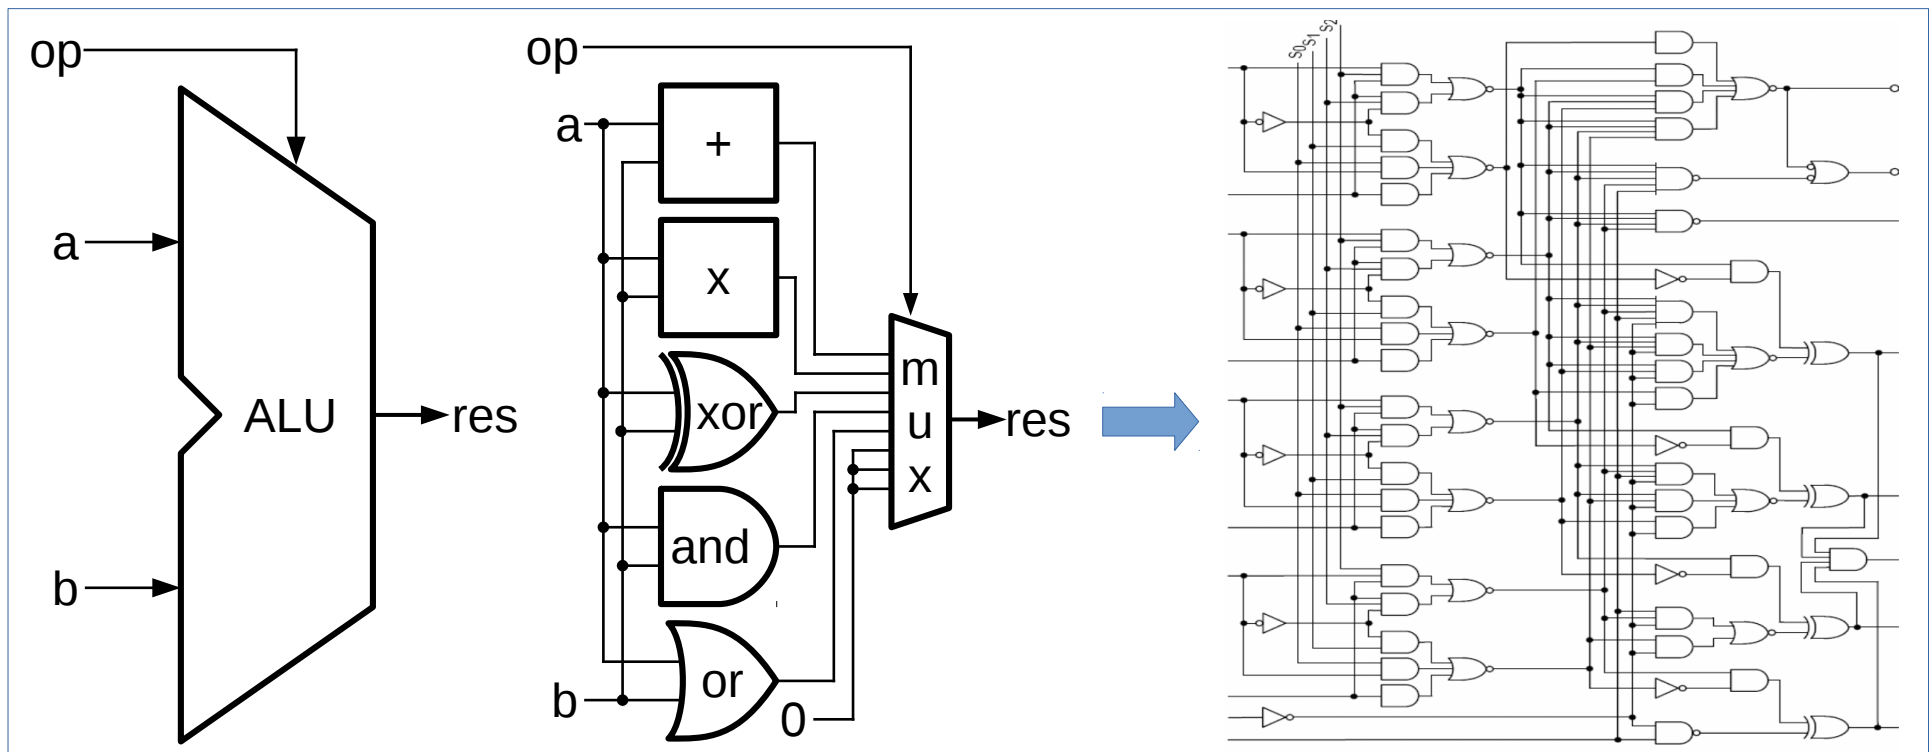 op
a
ALU
res
b
op
a
+
x
xor
and
or
b
0
m
u
x
res
S0
S1
S2